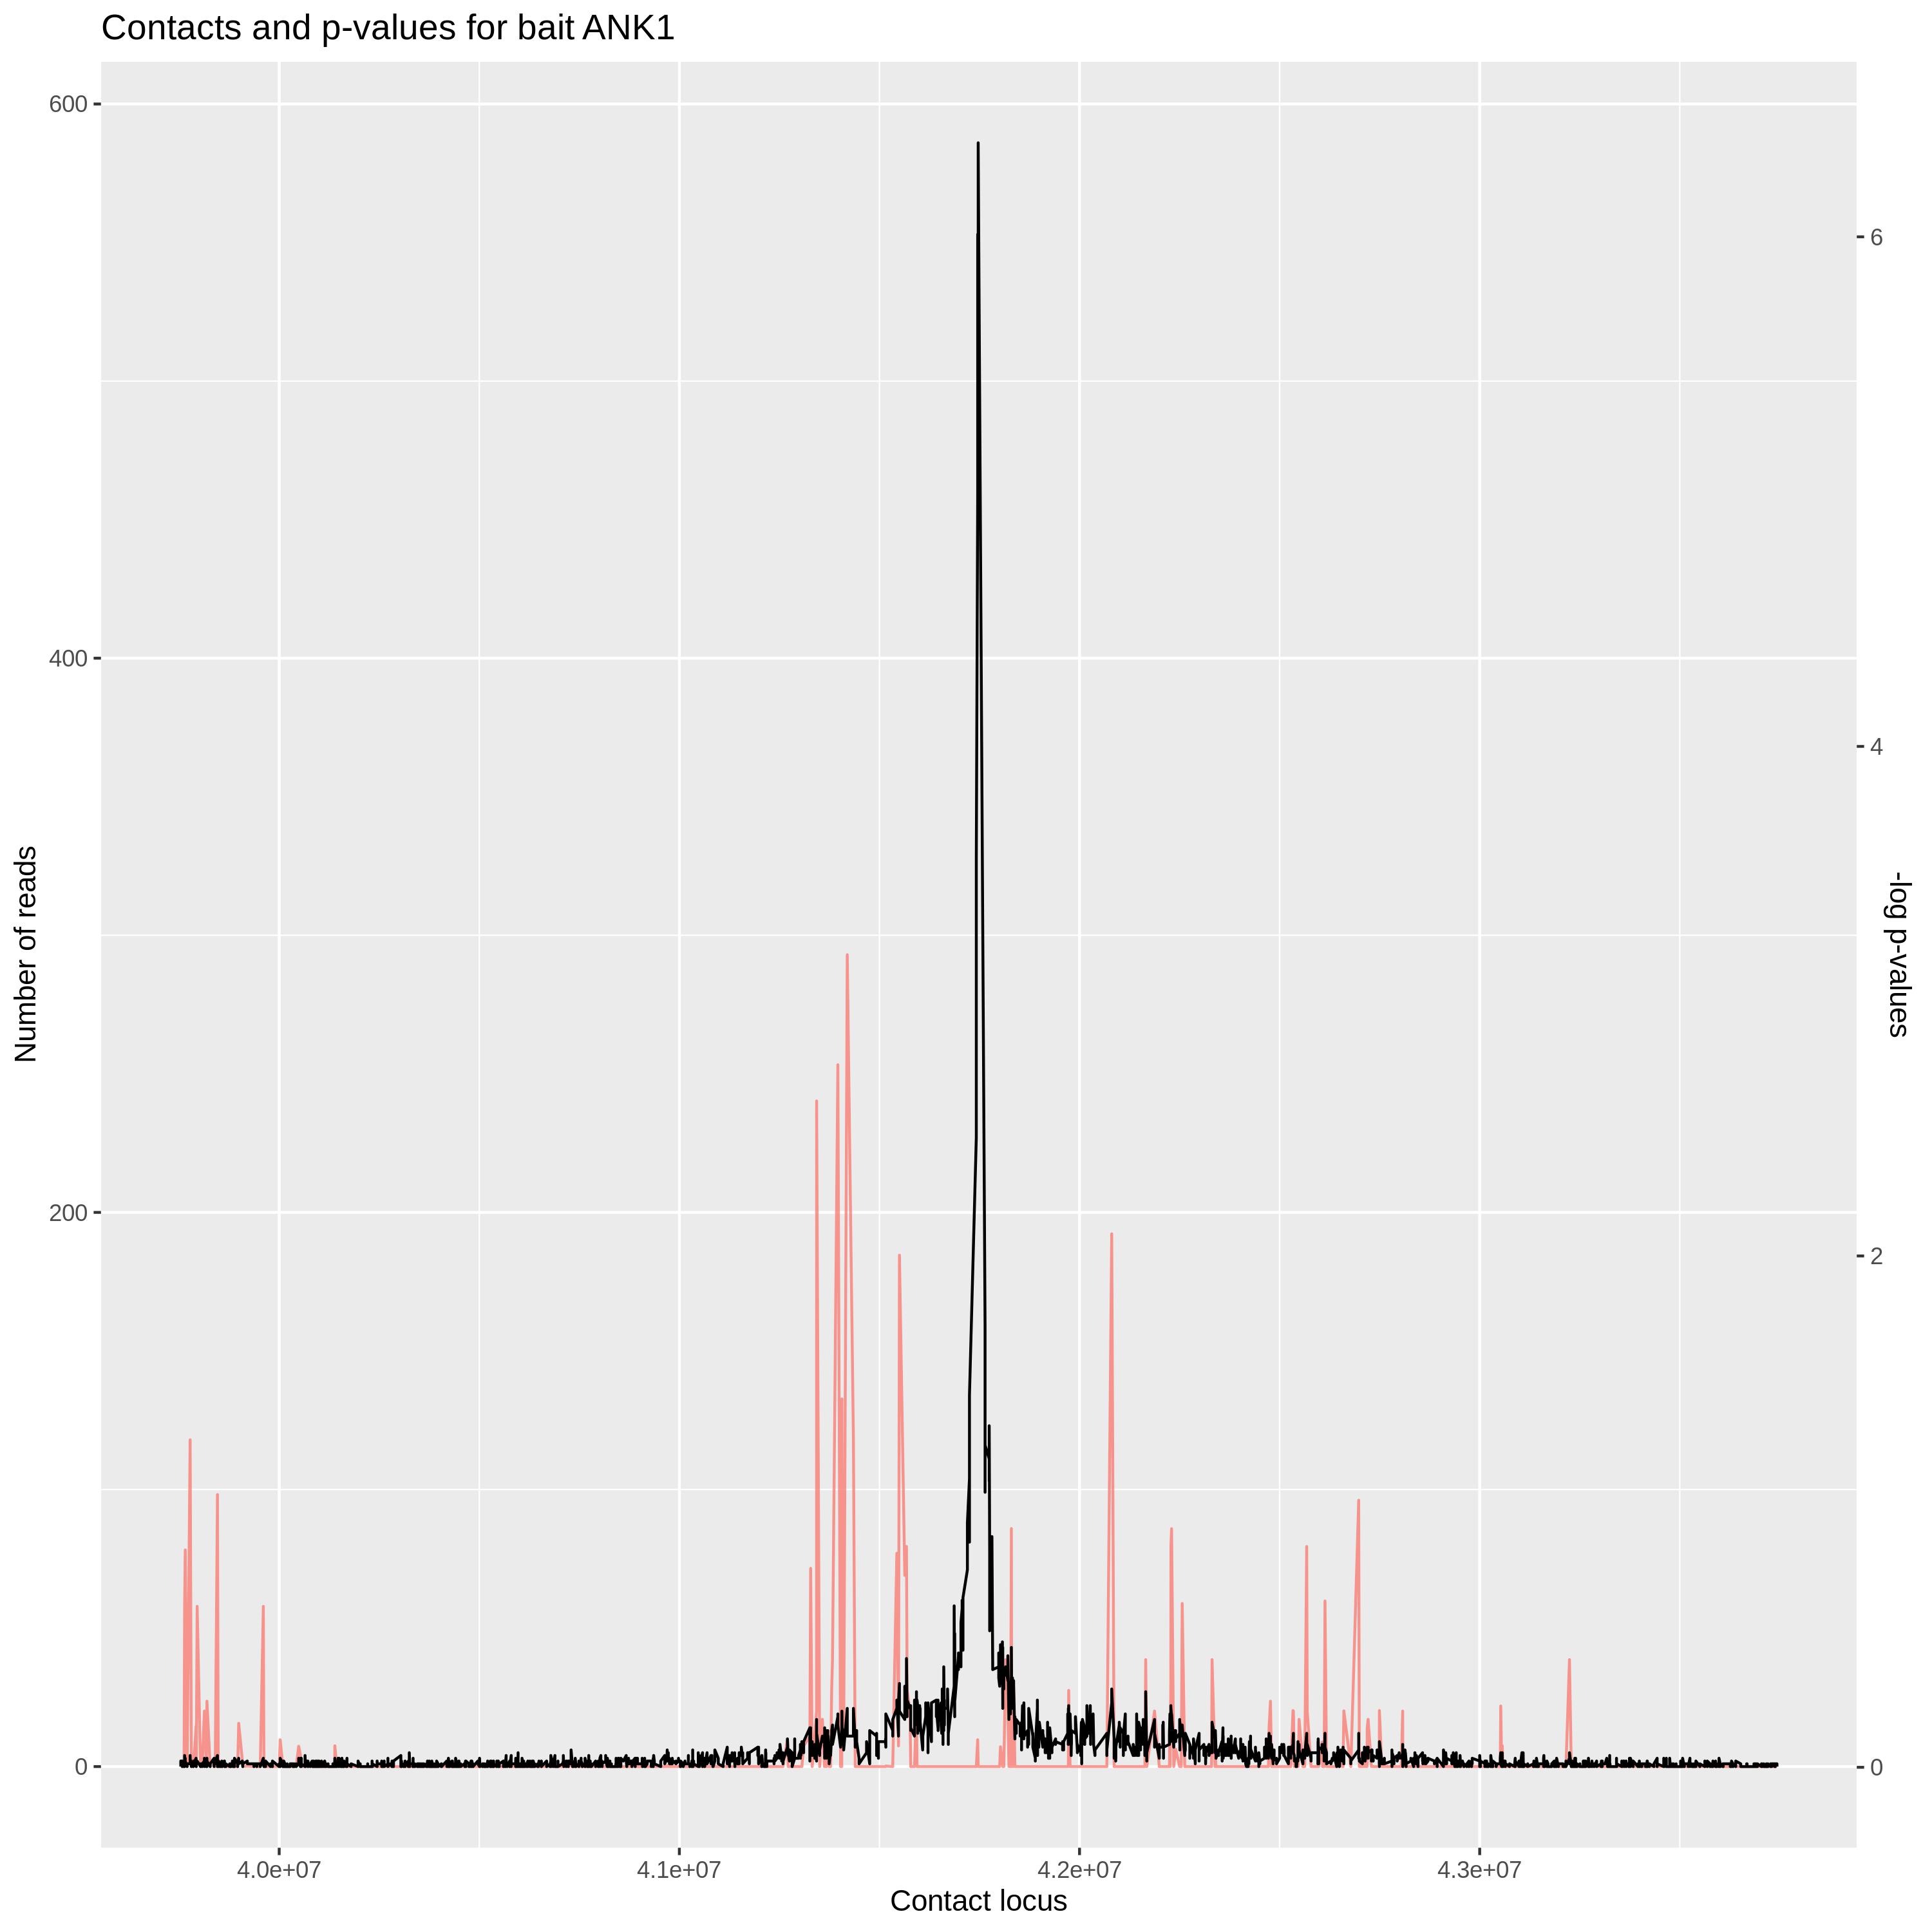 Contacts and p-values for bait ANK1
600
400
200
0
6
4
2
0
Number of reads
-log p-values
4.0e+07
4.1e+07
4.2e+07
4.3e+07
Contact locus